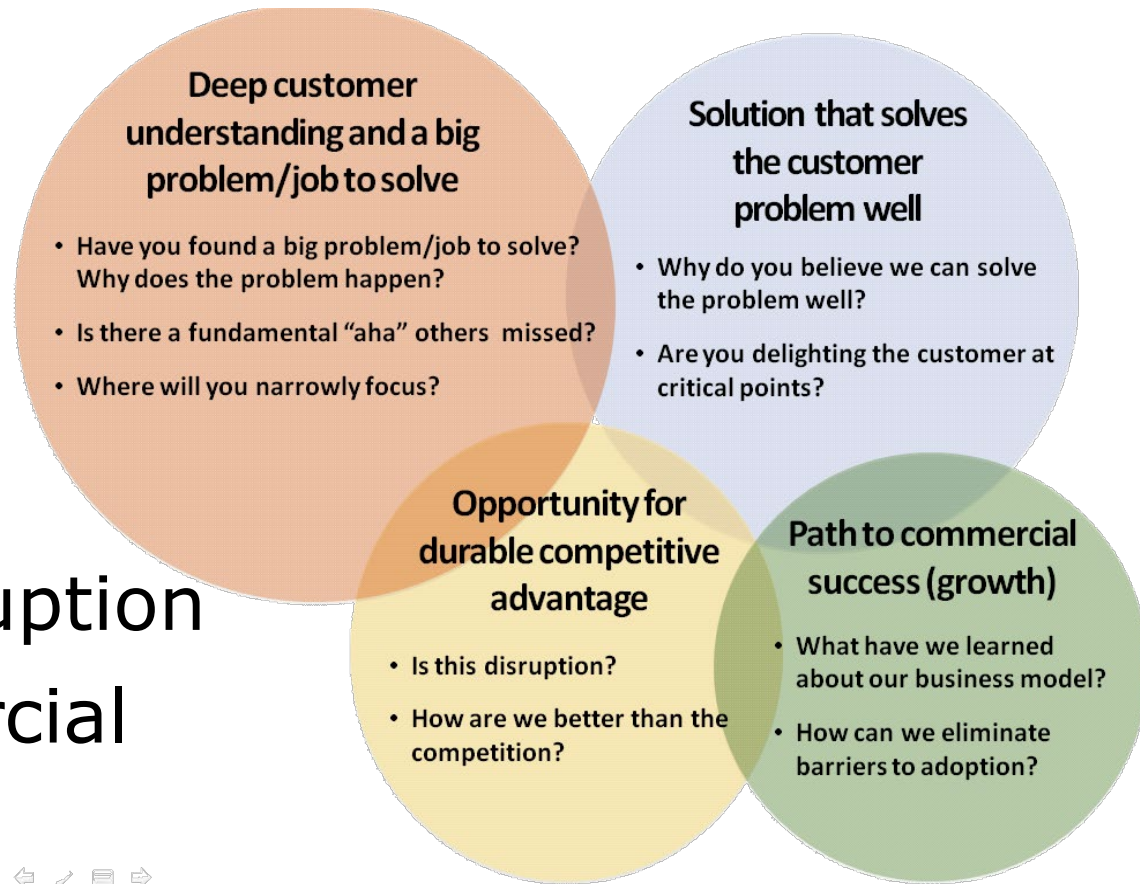 Deep customer
understanding and a big
problem/job to solve
• Have you found a big problem/job to solve?
Why does the problem happen?
• Is there a fundamental “aha” others missed?
• Where will you narrowly focus?
Solution that solves
the customer
problem well
• Why do you believe we can solve
the problem well?
• Are you delighting the customer at
critical points?
Opportunity for
durable competitive
advantage
• Is this disruption?
• How are we better than the
competition?
Path to commercial
success (growth)
• What have we learned
about our business model?
• How can we eliminate
barriers to adoption?
uption
rcial